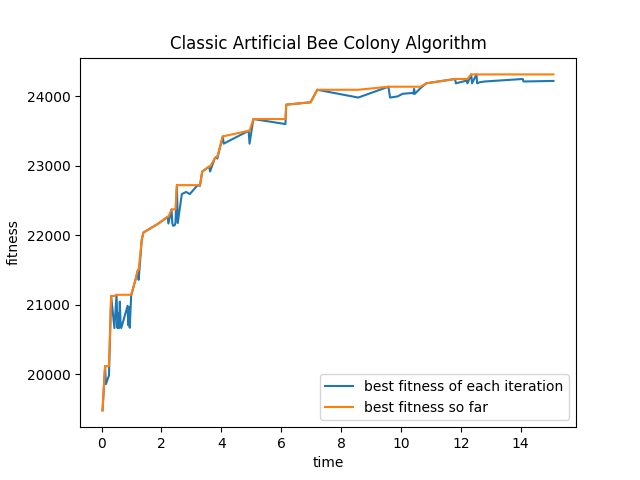 Classic Artificial Bee Colony Algorithm
fitness
24000
23000
22000
21000
20000
0 2 4 6 8 10 12 14
time
best fitness of each iteration
best fitness so far